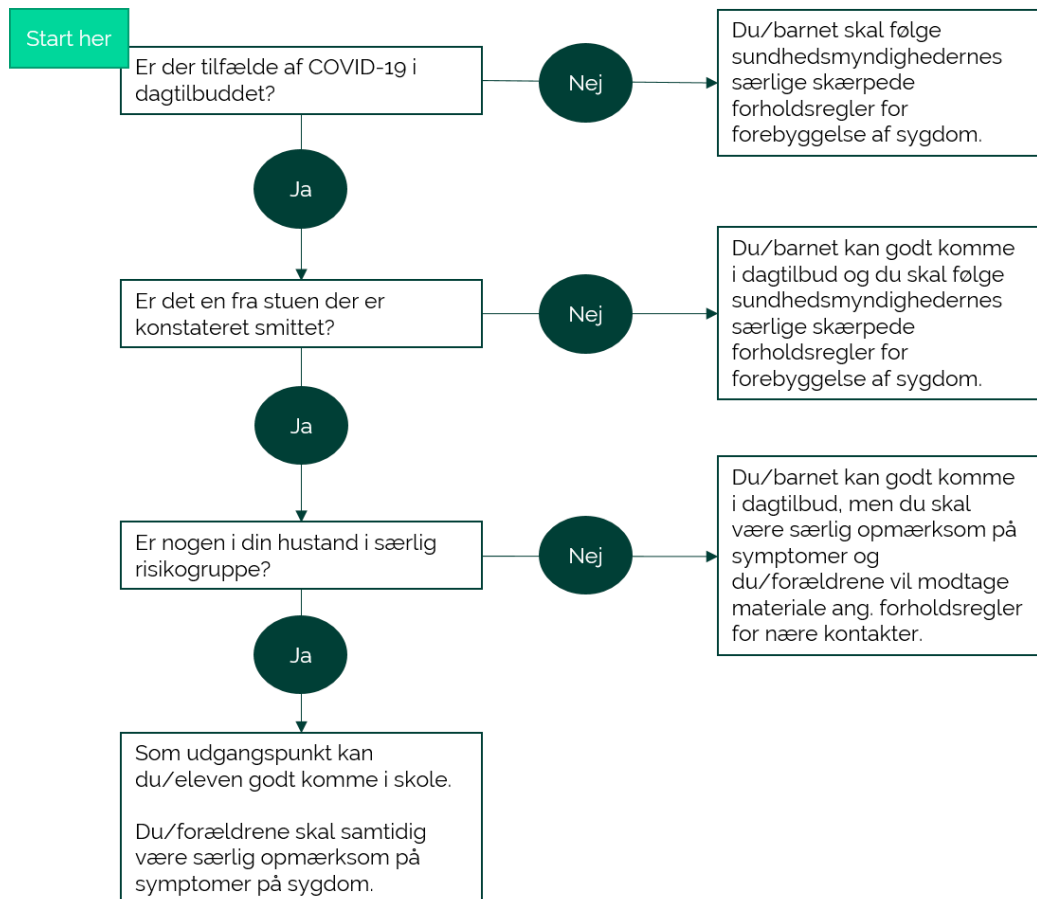 Start her
Er der tilfælde af COVID-19 i
dagtilbuddet?
Nej
Du/barnet skal følge
sundhedsmyndighedernes
særlige skærpede
forholdsregler for
forebyggelse af sygdom.
Ja
Er det en fra stuen der er
konstateret smittet?
Nej
Du/barnet kan godt komme
i dagtilbud og du skal følge
sundhedsmyndighedernes
særlige skærpede
forholdsregler for
forebyggelse af sygdom.
Ja
Er nogen i din hustand i særlig
risikogruppe?
Nej
Du/barnet kan godt komme
i dagtilbud, men du skal
være særlig opmærksom på
symptomer og
du/forældrene vil modtage
materiale ang. forholdsregler
for nære kontakter.
Ja
Som udgangspunkt kan
du/eleven godt komme i skole.
Du/forældrene skal samtidig
være særlig opmærksom på
symptomer på sygdom.